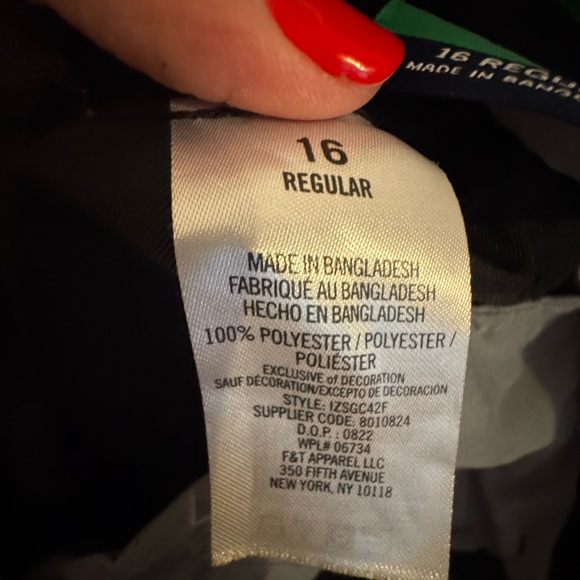 16 REGU
MADE IN BANG
16
REGULAR
MADE IN BANGLADESH
FABRIQUÉ AU BANGLADESH
HECHO EN BANGLADESH
100% POLYESTER / POLYESTER /
POLIÉSTER
EXCLUSIVE of DECORATION
SAUF DÉCORATION/EXCEPTO DE DECORACIÓN
STYLE: IZSGC42F
SUPPLIER CODE: 8010824
D.O.P. : 0822
WPL# 06734
F&T APPAREL LLC
350 FIFTH AVENUE
NEW YORK, NY 10118